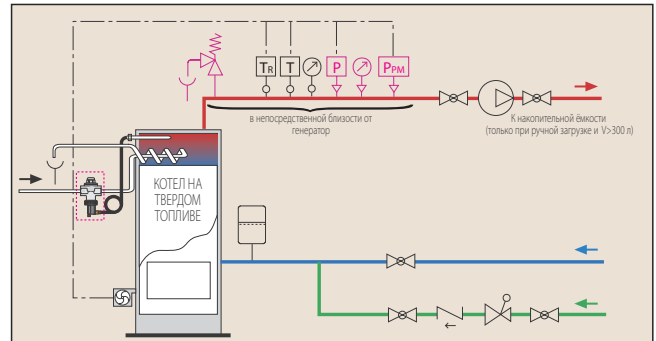 TR T P PPM
в непосредственной близости от
генератор
К накопительной ёмкости
(только при ручной загрузке и V>300 л)
КОТЕЛ НА
ТВЕРДОМ
ТОПЛИВЕ